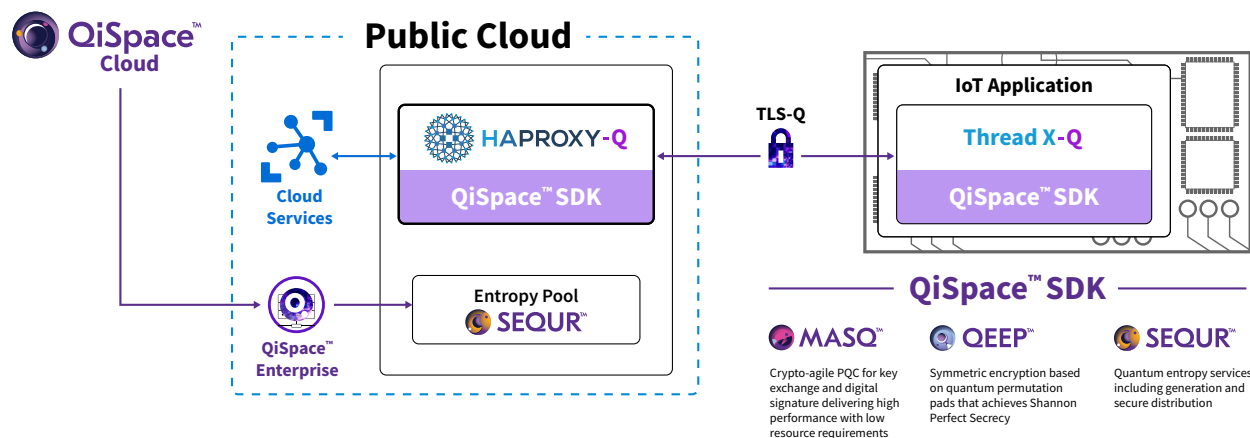 QiSpace™
Cloud
Public Cloud
Cloud
Services
HAPROXY-Q
QiSpace™ SDK
QiSpace™
Enterprise
Entropy Pool
SEQUR™
TLS-Q
IoT Application
Thread X-Q
QiSpace™ SDK
QiSpace™ SDK
MASQ™
Crypto-agile PQC for key
exchange and digital
signature delivering high
performance with low
resource requirements
QEEP™
Symmetric encryption based
on quantum permutation
pads that achieves Shannon
Perfect Secrecy
SEQUR™
Quantum entropy services
including generation and
secure distribution